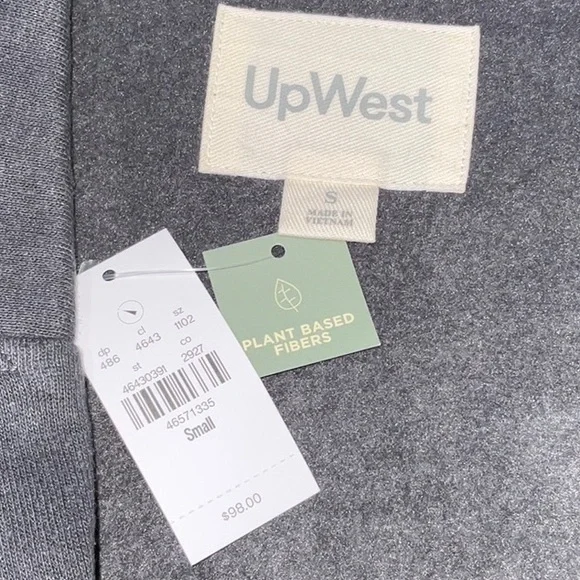 UpWest
S
MADE IN
VIETNAM
PLANT BASED
FIBERS
dp cl sz
486 4643 1102
st co
46430391 2927
46571335
Small
$98.00